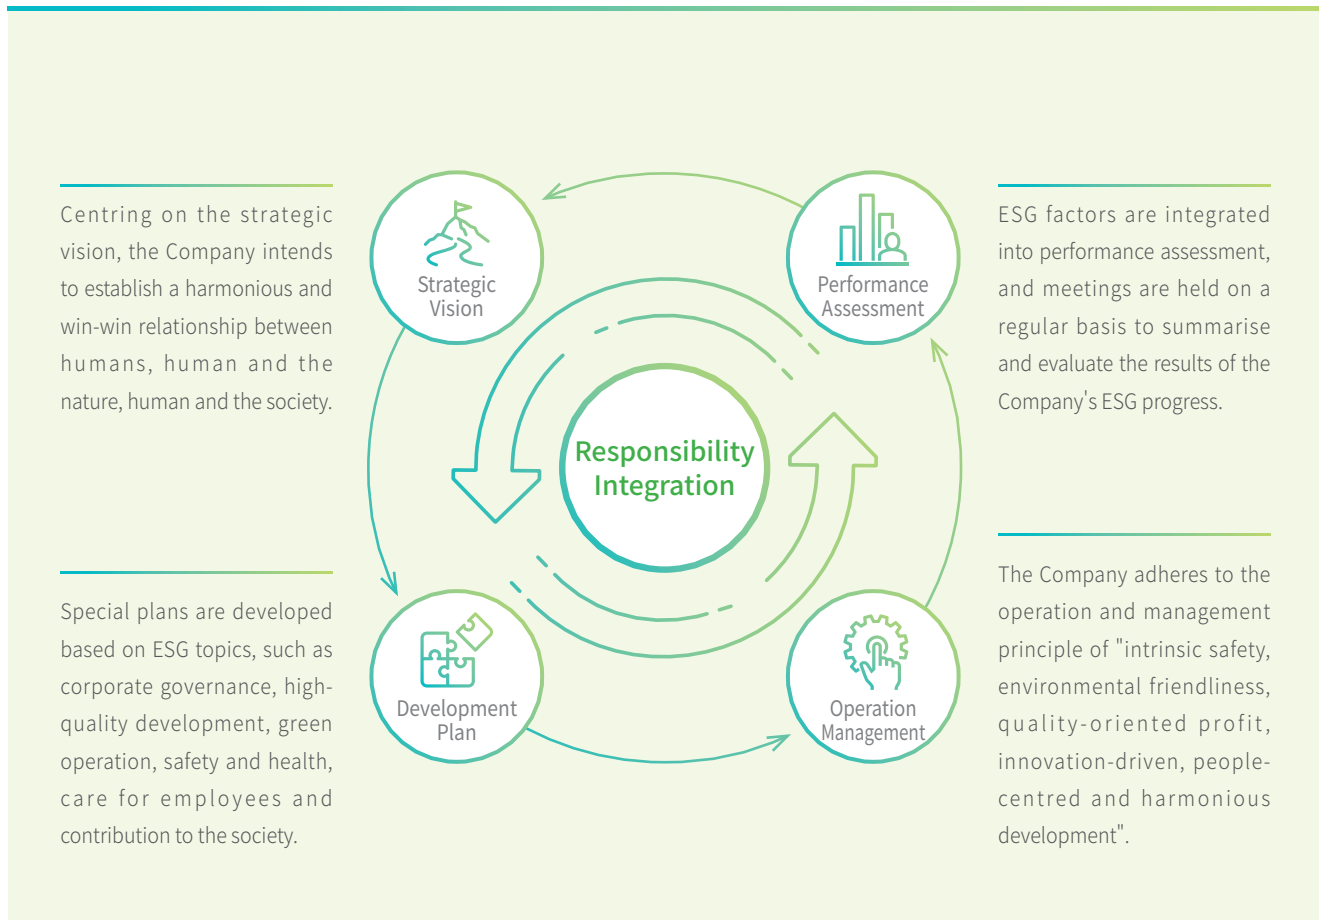 Centring on the strategic
vision, the Company intends
to establish a harmonious and
win-win relationship between
humans, human and the
nature, human and the society.
Strategic
Vision
Performance
Assessment
ESG factors are integrated
into performance assessment,
and meetings are held on a
regular basis to summarise
and evaluate the results of the
Company's ESG progress.
Responsibility
Integration
Special plans are developed
based on ESG topics, such as
corporate governance, high-
quality development, green
operation, safety and health,
care for employees and
contribution to the society.
Development
Plan
Operation
Management
The Company adheres to the
operation and management
principle of "intrinsic safety,
environmental friendliness,
quality-oriented profit,
innovation-driven, people-
centred and harmonious
development".